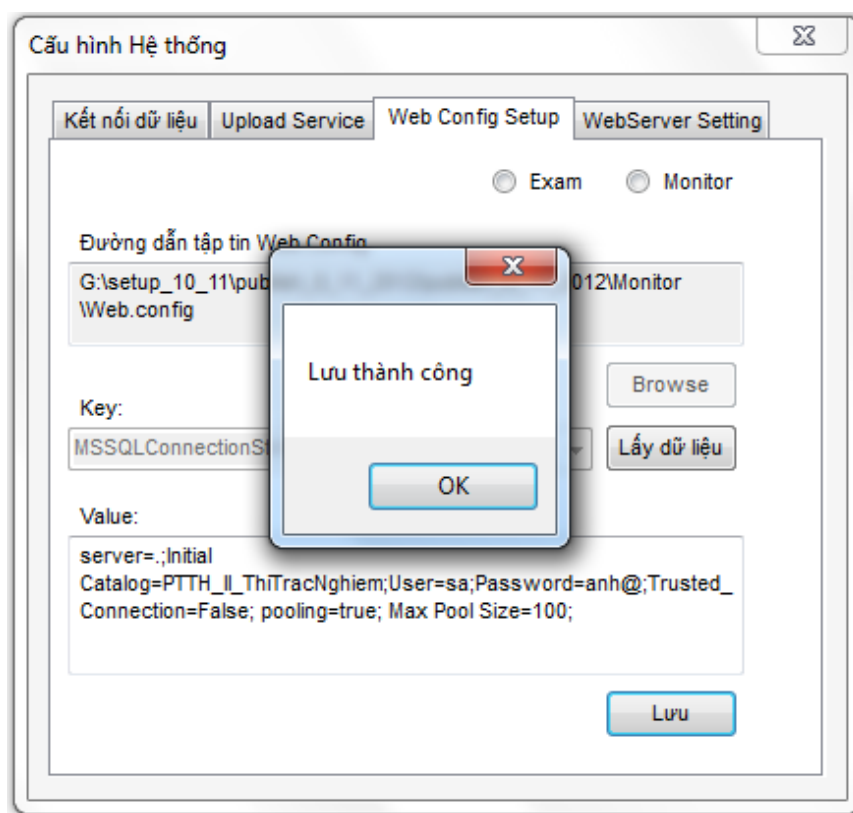 Cấu hình Hệ thống
Kết nối dữ liệu
Upload Service
Web Config Setup
WebServer Setting
Exam
Monitor
Đường dẫn tập tin Web Config
G:\setup_10_11\pub 012\Monitor
\Web.config
Lưu thành công
Browse
Key:
MSSQLConnectionSt
Lấy dữ liệu
OK
Value:
server=.;Initial
Catalog=PTTH_II_ThiTracNghiem;User=sa;Password=anh@;Trusted_
Connection=False; pooling=true; Max Pool Size=100;
Lưu